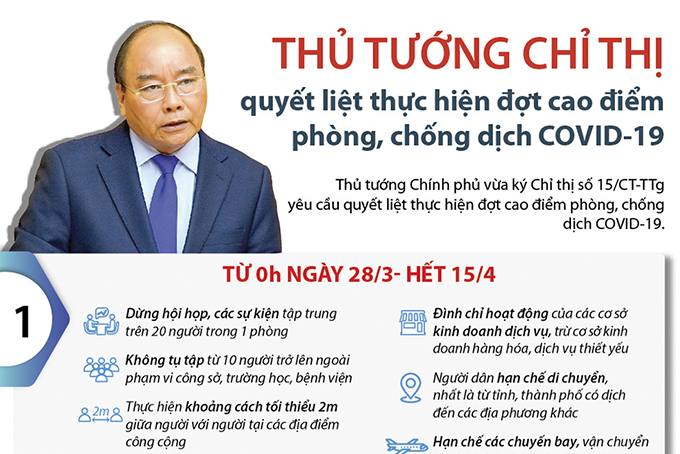 THỦ TƯỚNG CHỈ THỊ
quyết liệt thực hiện đợt cao điểm
phòng, chống dịch COVID-19
Thủ tướng Chính phủ vừa ký Chỉ thị số 15/CT-TTg
yêu cầu quyết liệt thực hiện đợt cao điểm phòng, chống
dịch COVID-19.
TỪ 0h NGÀY 28/3- HẾT 15/4
1
Dừng hội họp, các sự kiện tập trung
trên 20 người trong 1 phòng
Không tụ tập từ 10 người trở lên ngoài
phạm vi công sở, trường học, bệnh viện
2m
Thực hiện khoảng cách tối thiểu 2m
giữa người với người tại các địa điểm
công cộng
Đình chỉ hoạt động của các cơ sở
kinh doanh dịch vụ, trừ cơ sở kinh
doanh hàng hóa, dịch vụ thiết yếu
Người dân hạn chế di chuyển,
nhất là từ tỉnh, thành phố có dịch
đến các địa phương khác
Hạn chế các chuyến bay, vận chuyển